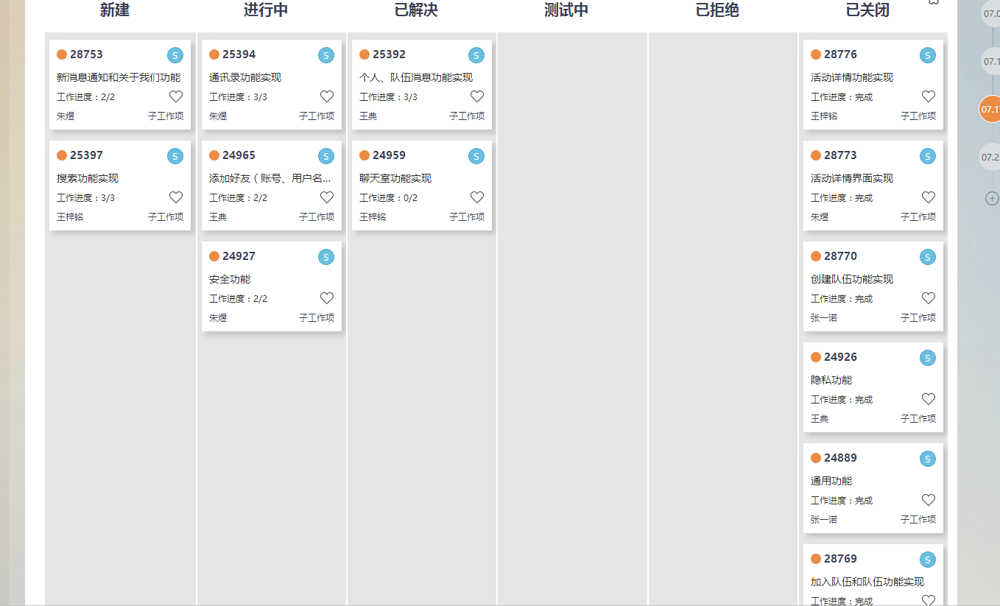 新建
进行中
已解决
测试中
已拒绝
已关闭
28753 S
新消息通知和关于我们功能
工作进度：2/2
朱煜 子工作项
25397 S
搜索功能实现
工作进度：3/3
王梓铭 子工作项
25394 S
通讯录功能实现
工作进度：3/3
朱煜 子工作项
24965 S
添加好友（账号、用户名...
工作进度：2/2
王典 子工作项
24927 S
安全功能
工作进度：2/2
朱煜 子工作项
25392 S
个人、队伍消息功能实现
工作进度：3/3
王典 子工作项
24959 S
聊天室功能实现
工作进度：0/2
王梓铭 子工作项
28776 S
活动详情功能实现
工作进度：完成
王梓铭 子工作项
28773 S
活动详情界面实现
工作进度：完成
朱煜 子工作项
28770 S
创建队伍功能实现
工作进度：完成
张一诺 子工作项
24926 S
隐私功能
工作进度：完成
王典 子工作项
24889 S
通用功能
工作进度：完成
张一诺 子工作项
28769 S
加入队伍和队伍功能实现
工作进度：完成
07.0
07.1
07.1
07.2